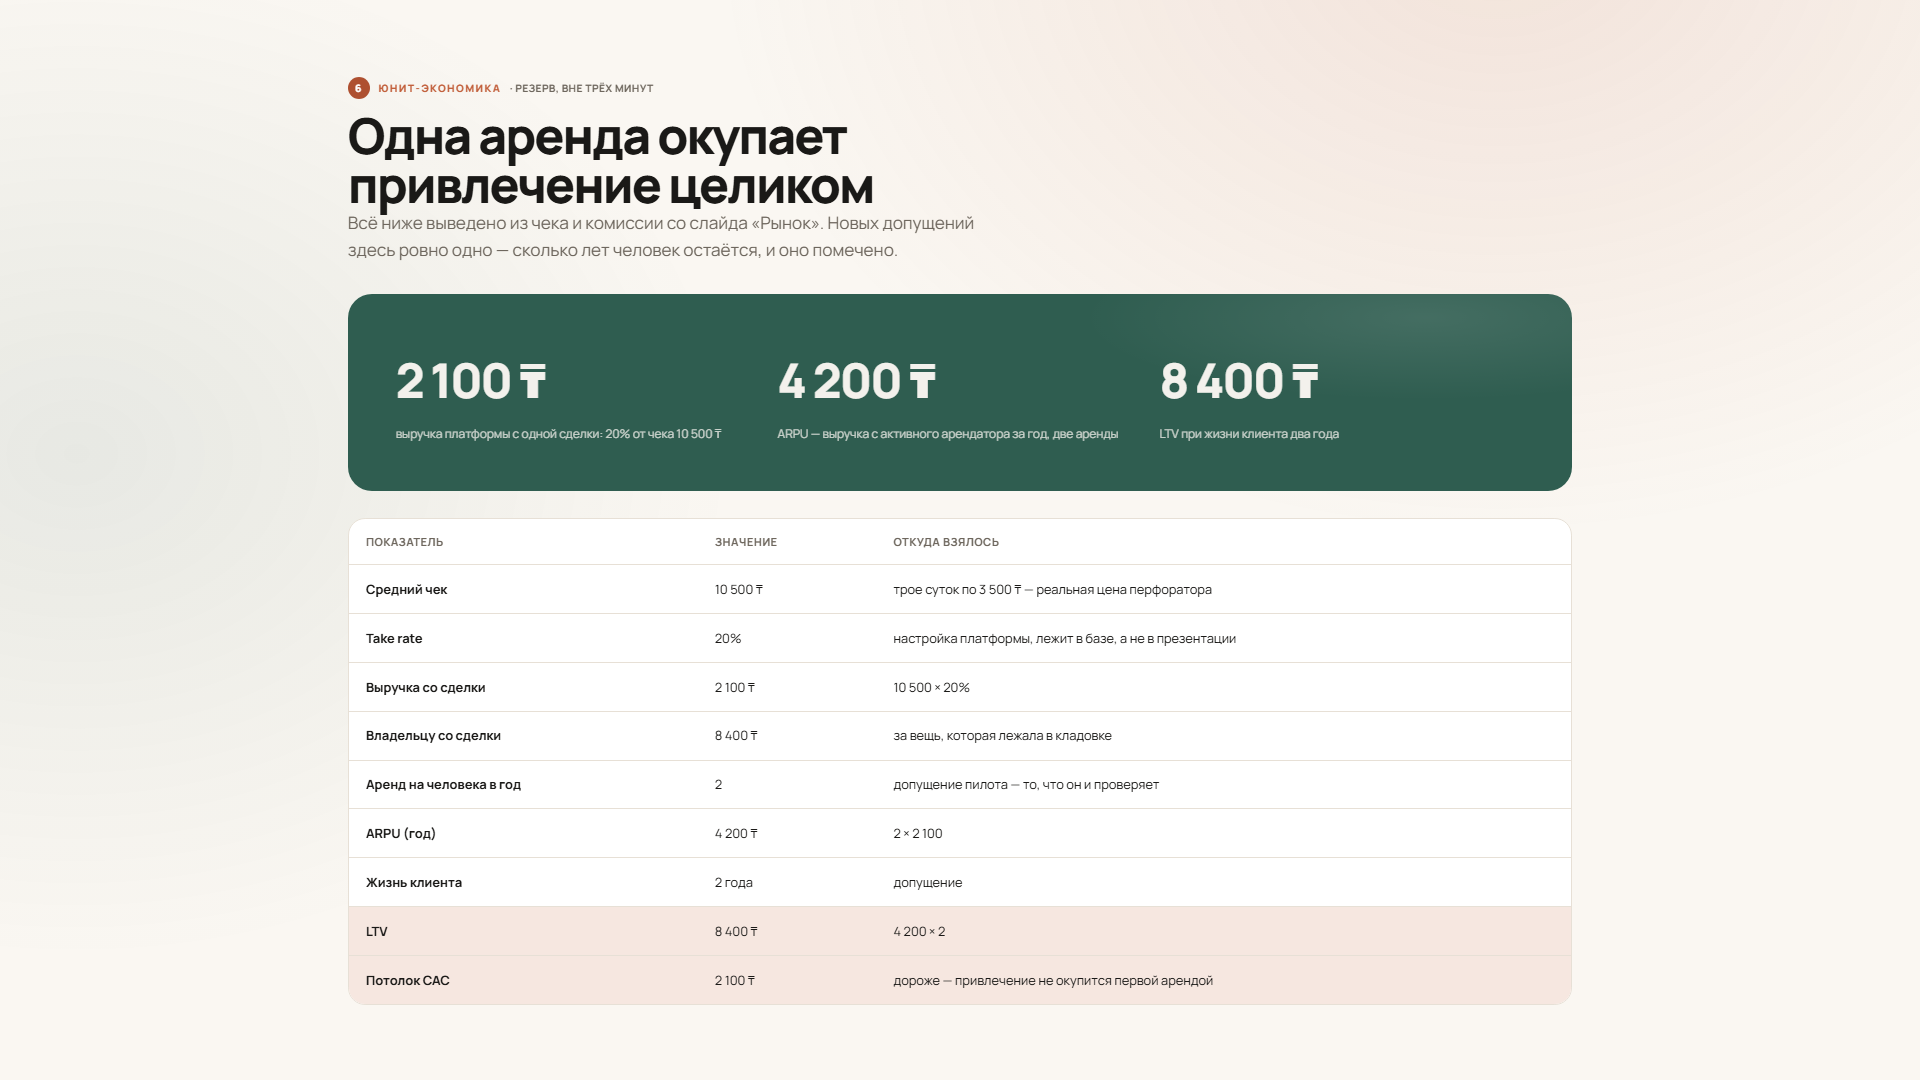 6 ЮНИТ-ЭКОНОМИКА · РЕЗЕРВ, ВНЕ ТРЁХ МИНУТ
Одна аренда окупает
привлечение целиком
Всё ниже выведено из чека и комиссии со слайда «Рынок». Новых допущений
здесь ровно одно — сколько лет человек остаётся, и оно помечено.
2 100 ₸ 4 200 ₸ 8 400 ₸
выручка платформы с одной сделки: 20% от чека 10 500 ₸ ARPU — выручка с активного арендатора за год, две аренды LTV при жизни клиента два года
ПОКАЗАТЕЛЬ ЗНАЧЕНИЕ ОТКУДА ВЗЯЛОСЬ
Средний чек 10 500 ₸ трое суток по 3 500 ₸ — реальная цена перфоратора
Take rate 20% настройка платформы, лежит в базе, а не в презентации
Выручка со сделки 2 100 ₸ 10 500 × 20%
Владельцу со сделки 8 400 ₸ за вещь, которая лежала в кладовке
Аренд на человека в год 2 допущение пилота — то, что он и проверяет
ARPU (год) 4 200 ₸ 2 × 2 100
Жизнь клиента 2 года допущение
LTV 8 400 ₸ 4 200 × 2
Потолок CAC 2 100 ₸ дороже — привлечение не окупится первой арендой